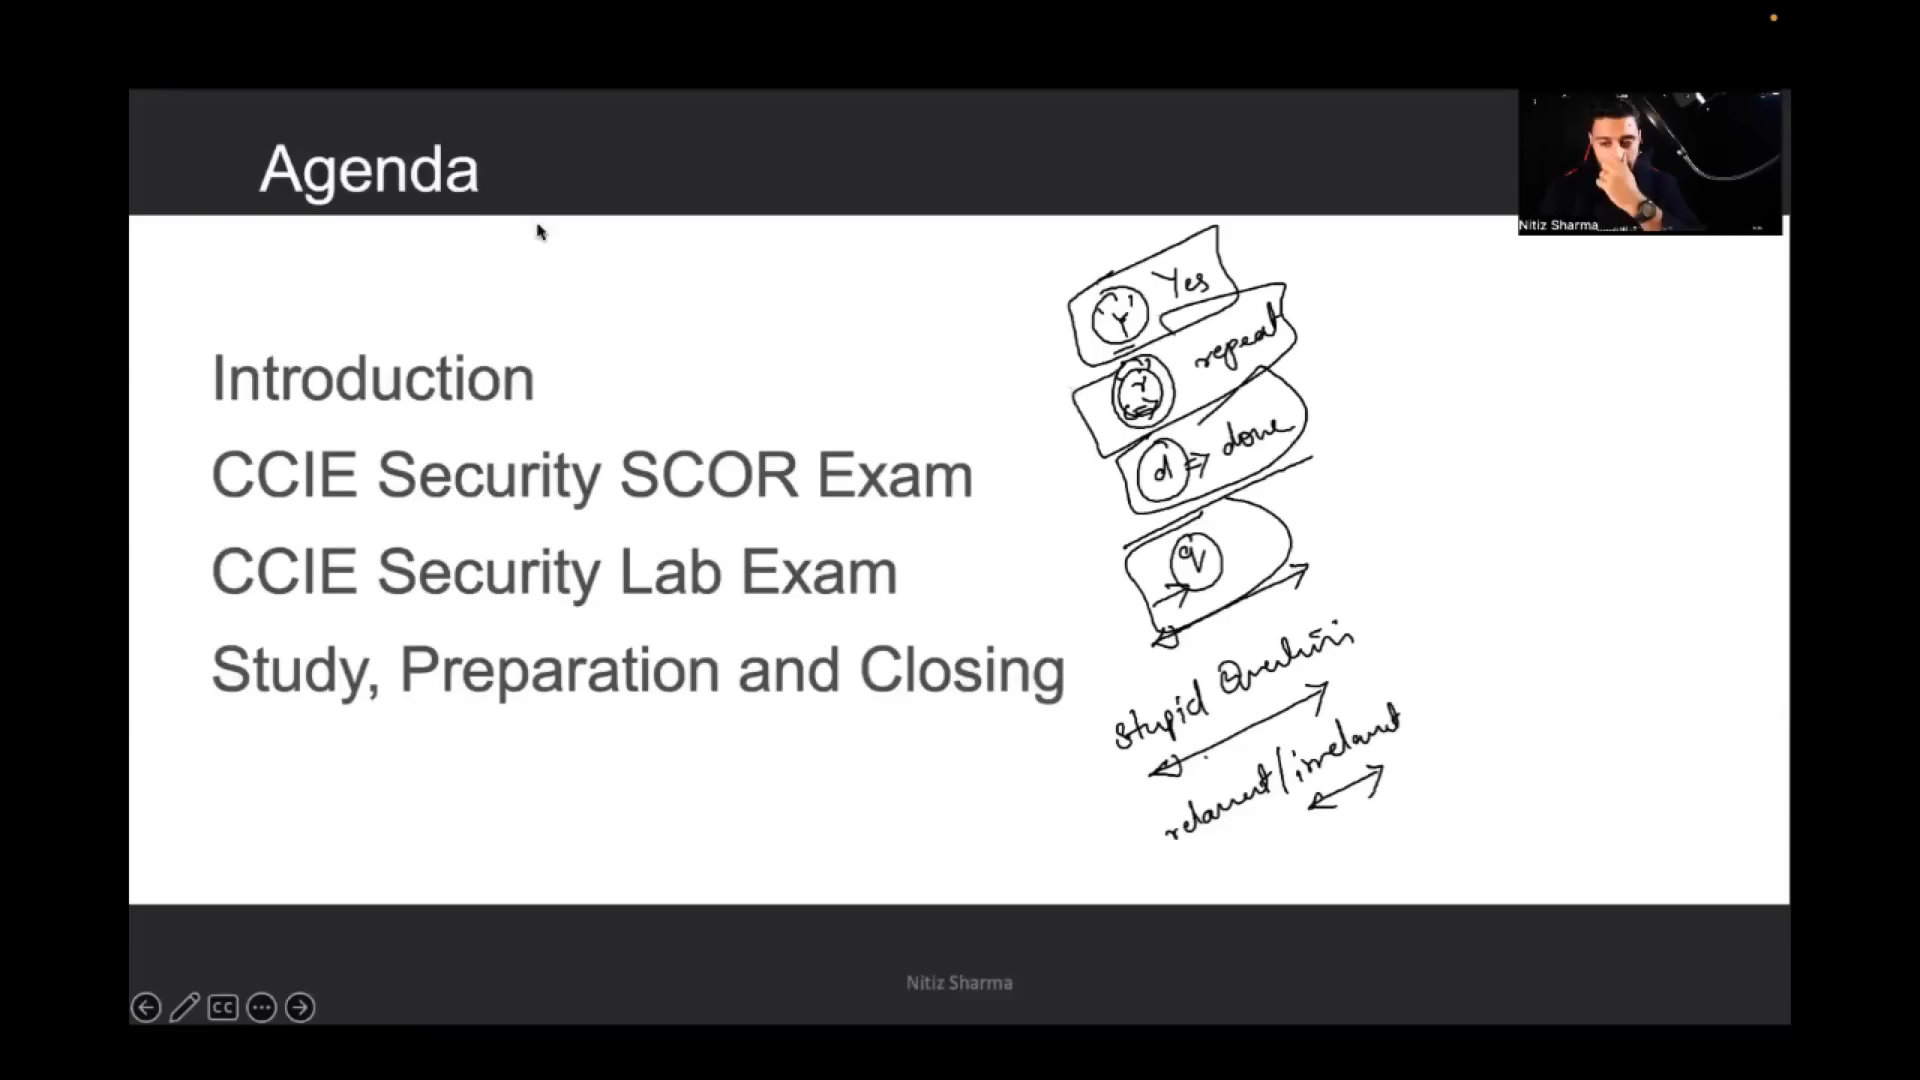 Agenda
Nitiz Sharma
Introduction
CCIE Security SCOR Exam
CCIE Security Lab Exam
Study, Preparation and Closing
Y Yes
r repeat
d => done
q
Stupid Questions
relevant/irrelevant
Nitiz Sharma
CC